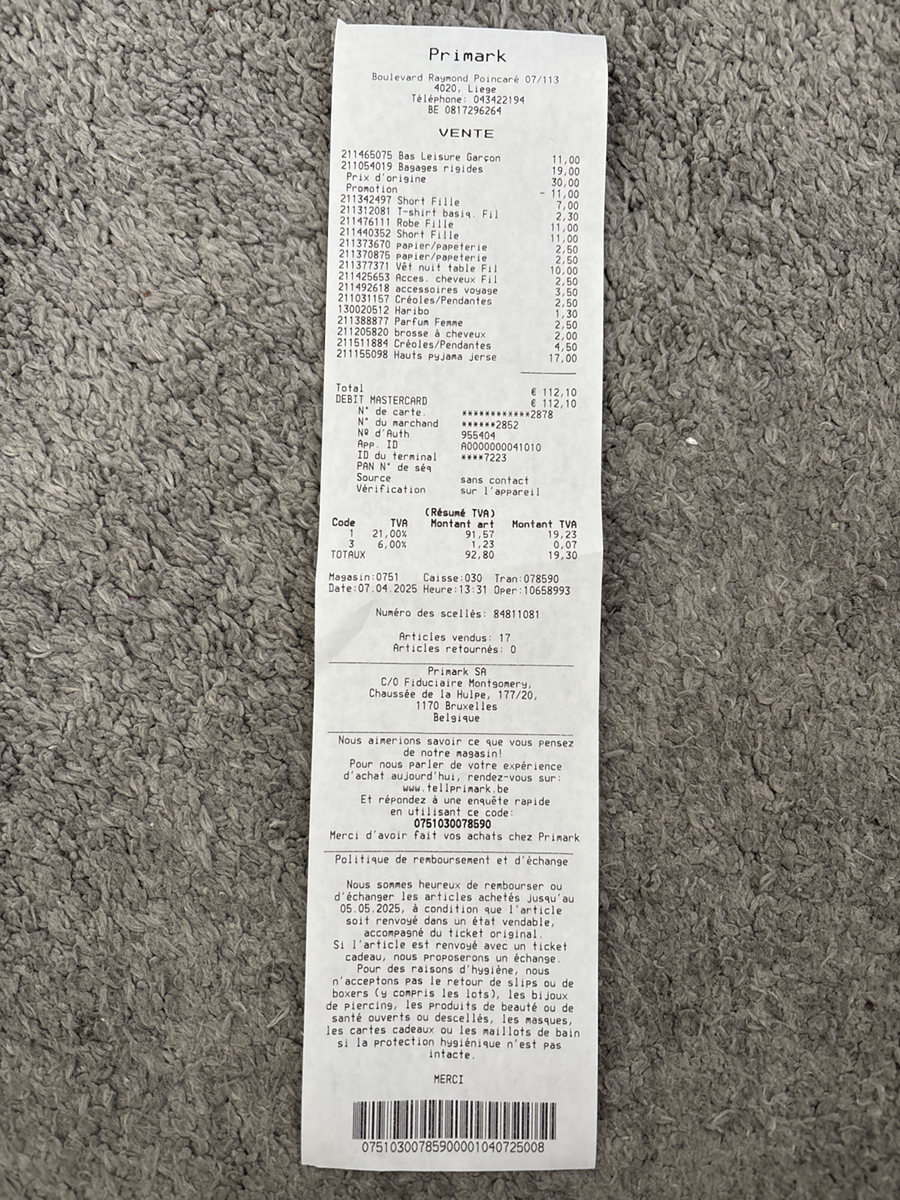 Primark
Boulevard Raymond Poincaré 07/113
4020, Liege
Téléphone: 043422194
BE 0817296264
VENTE
211465075 Bas Leisure Garçon 11,00
211054019 Bagages rigides 19,00
Prix d'origine 30,00
Promotion - 11,00
211342497 Short Fille 7,00
211312081 T-shirt basiq. Fil 2,30
211476111 Robe Fille 11,00
211440352 Short Fille 11,00
211373670 papier/papeterie 2,50
211370875 papier/papeterie 2,50
211377371 Vêt nuit table Fil 10,00
211425653 Acces. cheveux Fil 2,50
211492618 accessoires voyage 3,50
211031157 Créoles/Pendantes 2,50
130020512 Haribo 1,30
211388877 Parfum Femme 2,50
211205820 brosse à cheveux 2,00
211511884 Créoles/Pendantes 4,50
211155098 Hauts pyjama jerse 17,00
Total € 112,10
DEBIT MASTERCARD € 112,10
N° de carte. ************2878
N° du marchand ******2852
Nº d'Auth 955404
App. ID A0000000041010
ID du terminal ****7223
PAN N° de séq
Source sans contact
Vérification sur l'appareil
(Résumé TVA)
Code TVA Montant art Montant TVA
1 21,00% 91,57 19,23
3 6,00% 1,23 0,07
TOTAUX 92,80 19,30
Magasin:0751 Caisse:030 Tran:078590
Date:07.04.2025 Heure:13:31 Oper:10658993
Numéro des scellés: 84811081
Articles vendus: 17
Articles retournés: 0
Primark SA
C/O Fiduciaire Montgomery,
Chaussée de la Hulpe, 177/20,
1170 Bruxelles
Belgique
Nous aimerions savoir ce que vous pensez
de notre magasin!
Pour nous parler de votre expérience
d'achat aujourd'hui, rendez-vous sur:
www.tellprimark.be
Et répondez à une enquête rapide
en utilisant ce code:
0751030078590
Merci d'avoir fait vos achats chez Primark
Politique de remboursement et d'échange
Nous sommes heureux de rembourser ou
d'échanger les articles achetés jusqu'au
05.05.2025, à condition que l'article
soit renvoyé dans un état vendable,
accompagné du ticket original.
Si l'article est renvoyé avec un ticket
cadeau, nous proposerons un échange.
Pour des raisons d'hygiène, nous
n'acceptons pas le retour de slips ou de
boxers (y compris les lots), les bijoux
de piercing, les produits de beauté ou de
santé ouverts ou descellés, les masques,
les cartes cadeaux ou les maillots de bain
si la protection hygiénique n'est pas
intacte.
MERCI
07510300785900001040725008